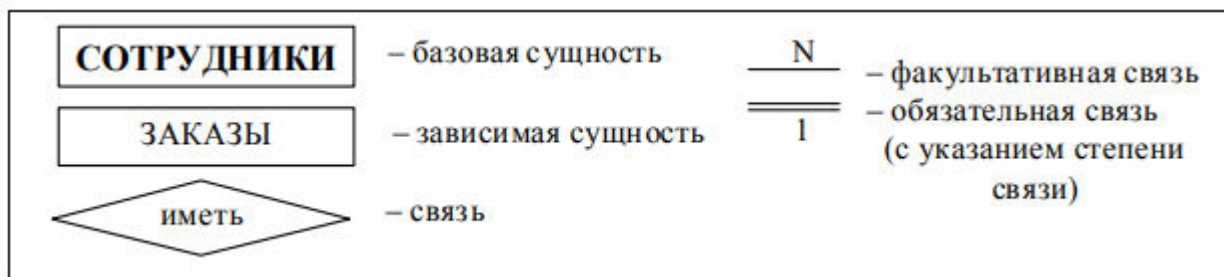 СОТРУДНИКИ – базовая сущность
ЗАКАЗЫ – зависимая сущность
иметь – связь
N – факультативная связь
1 – обязательная связь
(с указанием степени
связи)